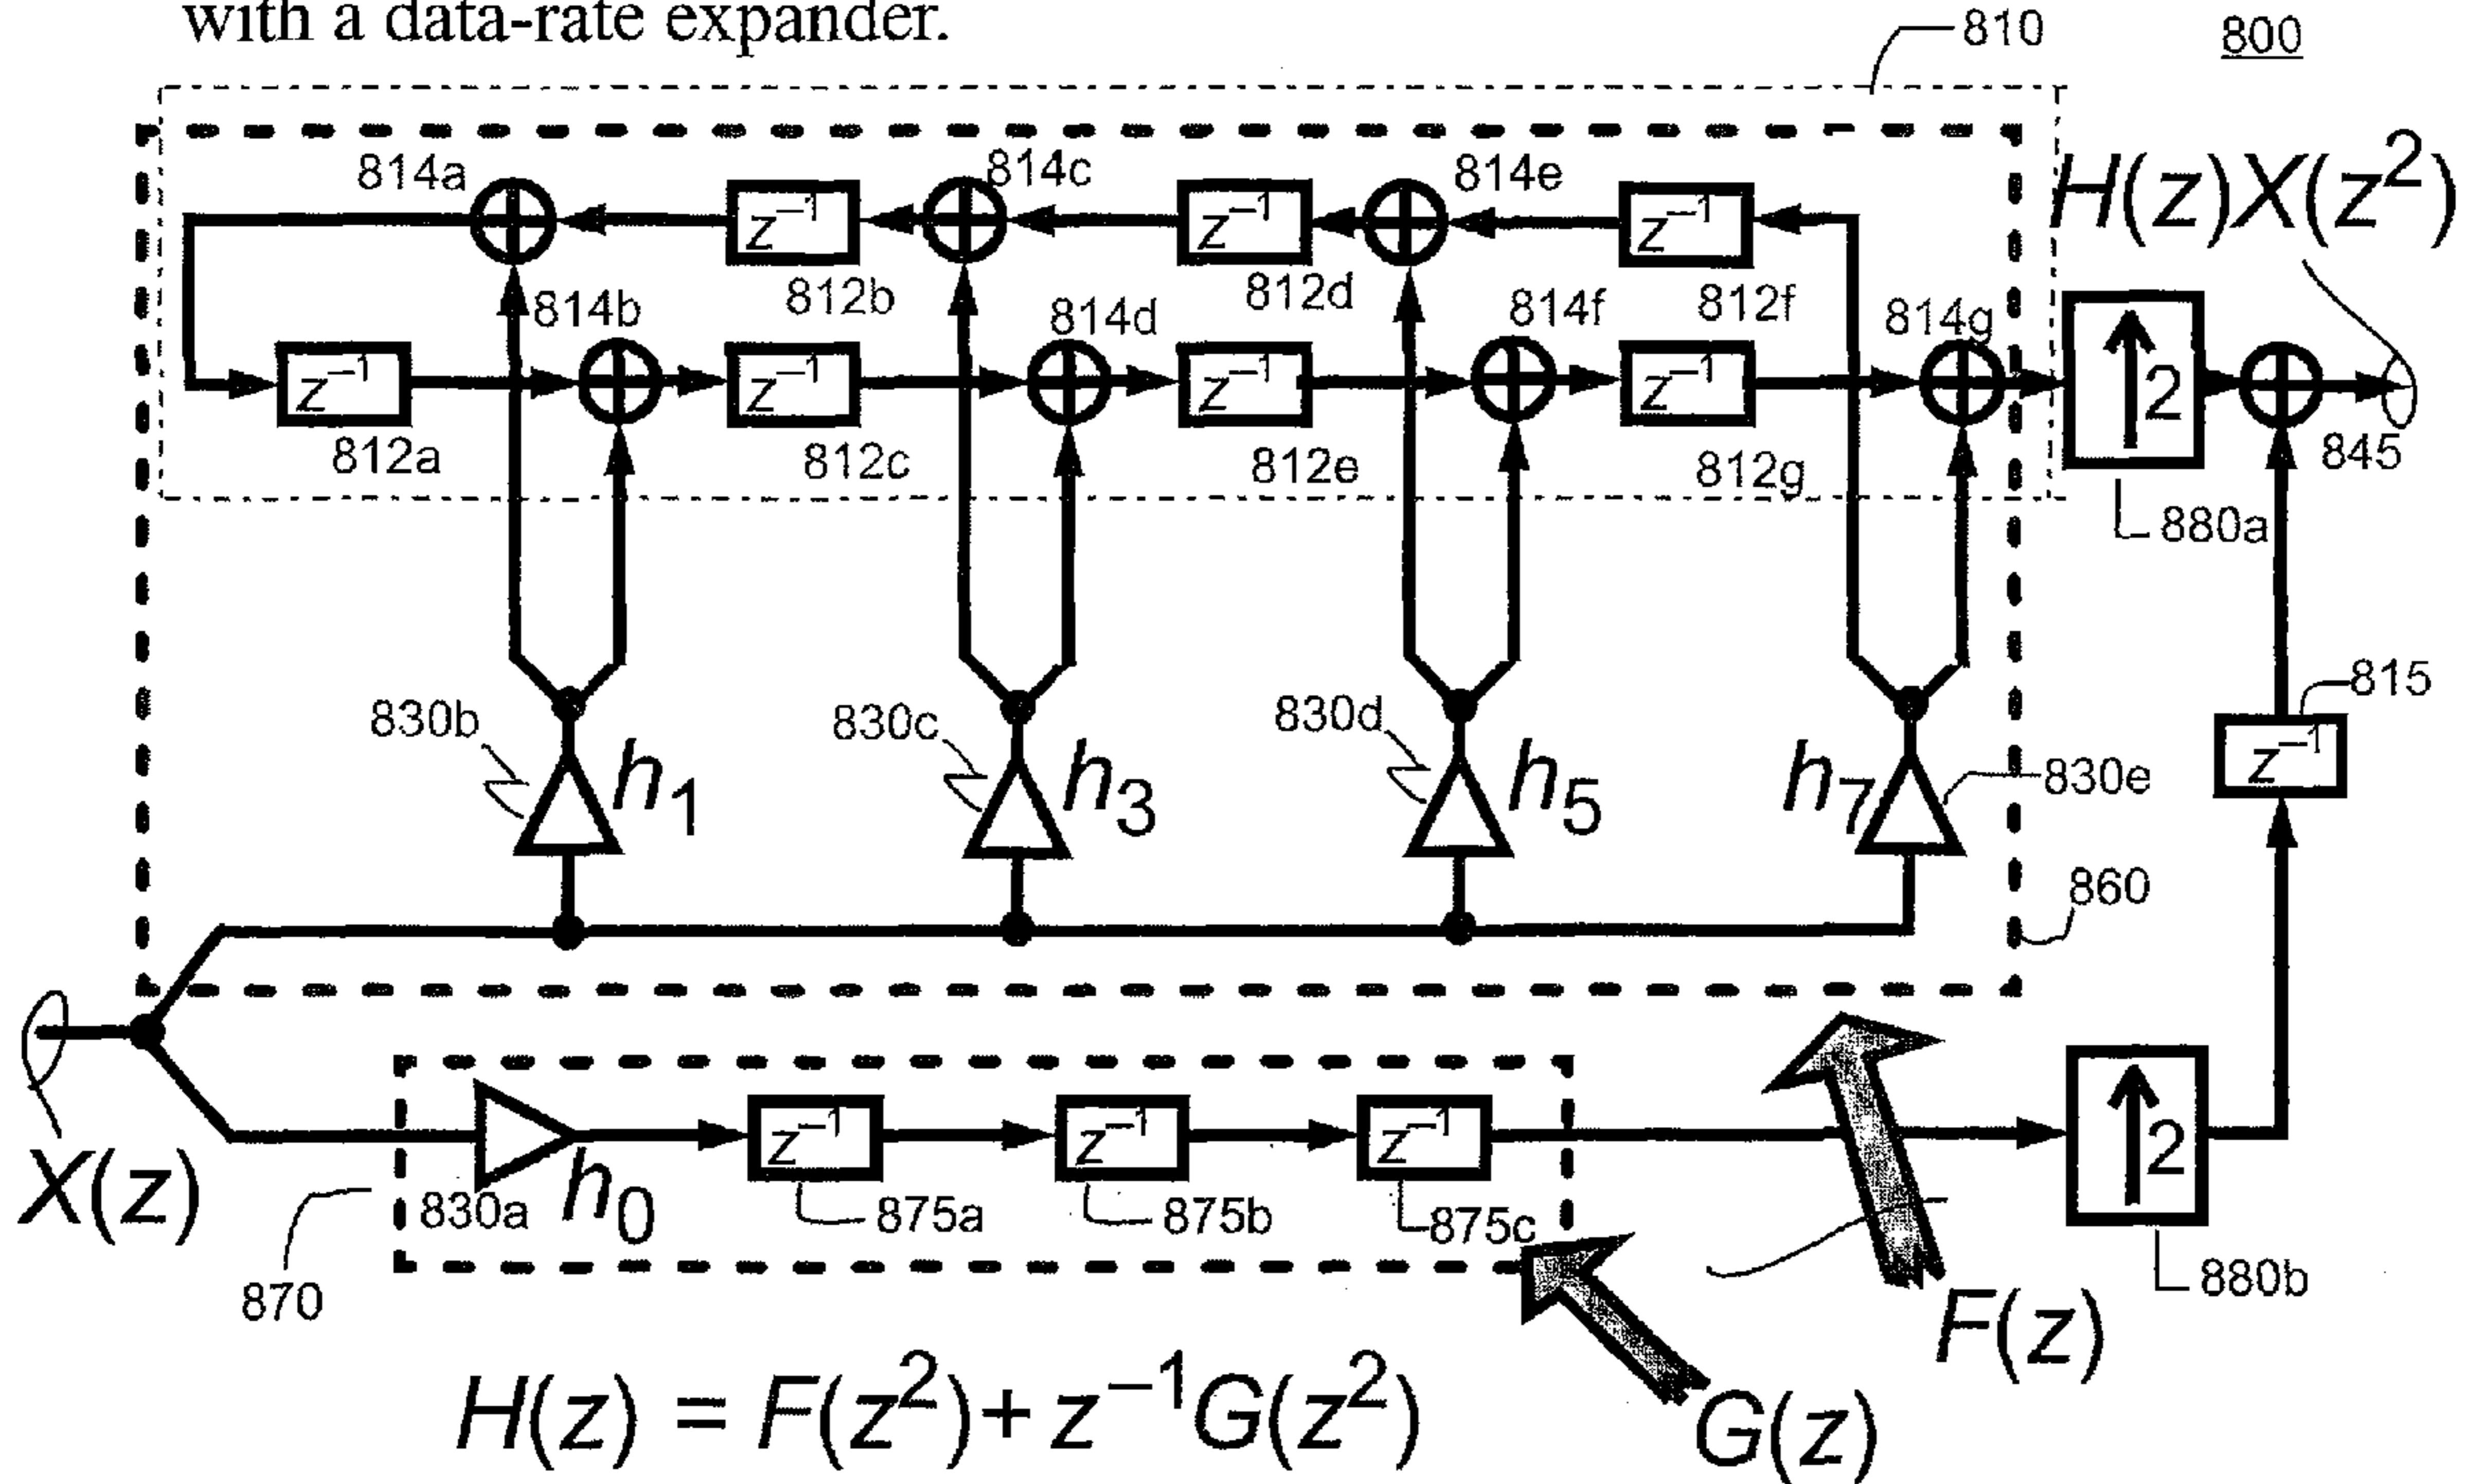 with a data-rate expander.
810
800
814a
814c
814e
H(z)X(z²)
z⁻¹
z⁻¹
z⁻¹
812b
812d
812f
814b
814d
814f
814g
z⁻¹
z⁻¹
z⁻¹
z⁻¹
↑2
812a
812c
812e
812g
845
880a
830b
h₁
830c
h₃
830d
h₅
h₇
830e
815
z⁻¹
860
X(z)
870
830a
h₀
z⁻¹
z⁻¹
z⁻¹
875a
875b
875c
↑2
880b
F(z)
G(z)
H(z) = F(z²)+ z⁻¹G(z²)